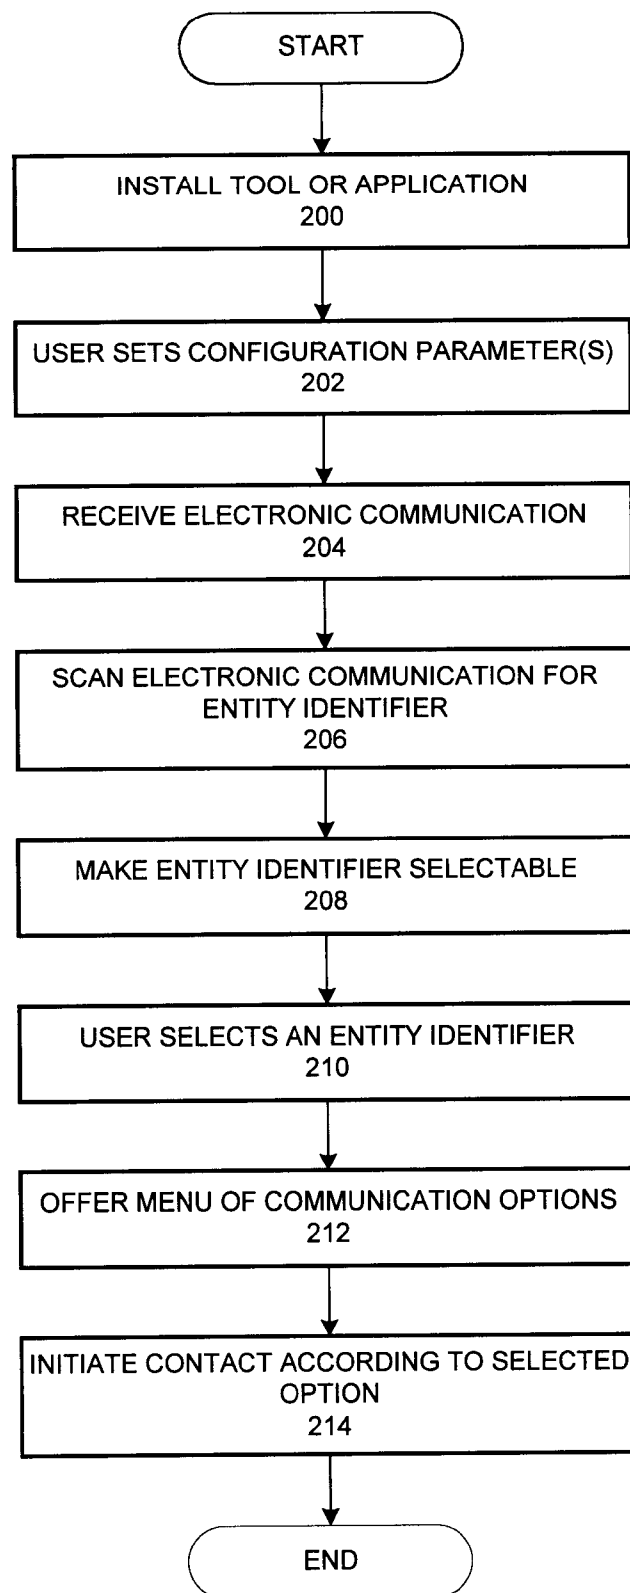 START
INSTALL TOOL OR APPLICATION
200
USER SETS CONFIGURATION PARAMETER(S)
202
RECEIVE ELECTRONIC COMMUNICATION
204
SCAN ELECTRONIC COMMUNICATION FOR
ENTITY IDENTIFIER
206
MAKE ENTITY IDENTIFIER SELECTABLE
208
USER SELECTS AN ENTITY IDENTIFIER
210
OFFER MENU OF COMMUNICATION OPTIONS
212
INITIATE CONTACT ACCORDING TO SELECTED
OPTION
214
END